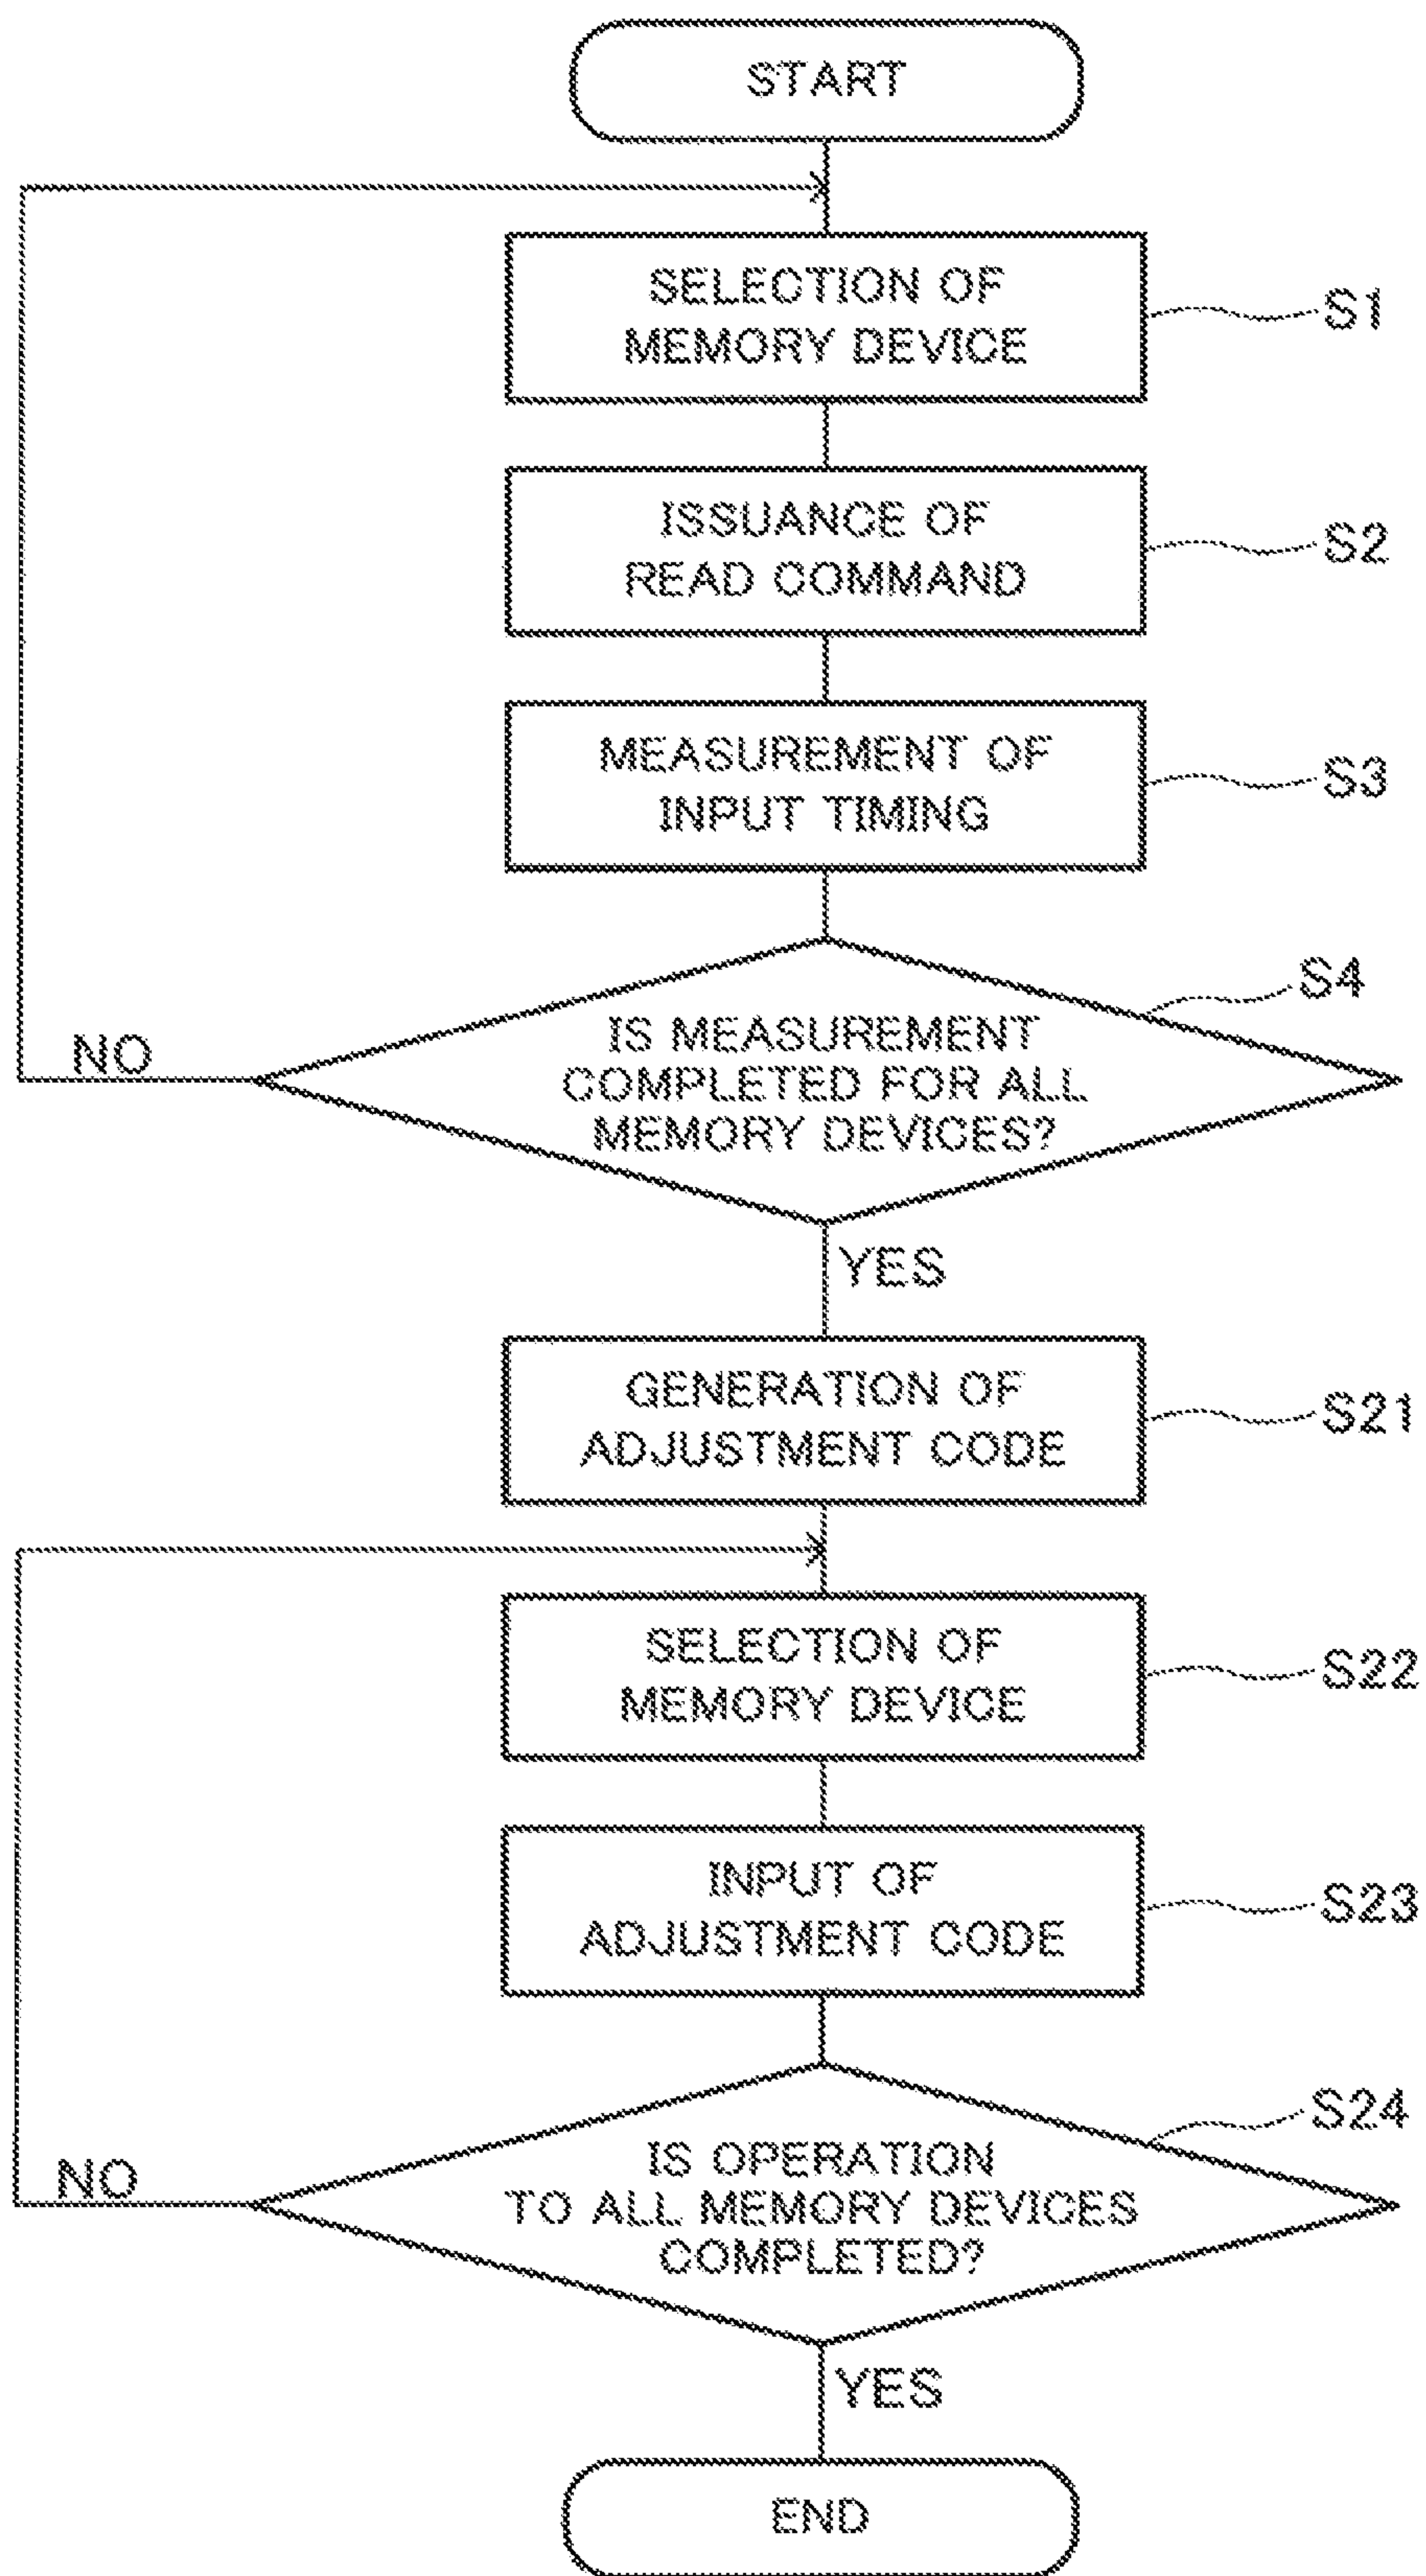 START
SELECTION OF
MEMORY DEVICE
S1
ISSUANCE OF
READ COMMAND
S2
MEASUREMENT OF
INPUT TIMING
S3
S4
IS MEASUREMENT
COMPLETED FOR ALL
MEMORY DEVICES?
NO
YES
GENERATION OF
ADJUSTMENT CODE
S21
SELECTION OF
MEMORY DEVICE
S22
INPUT OF
ADJUSTMENT CODE
S23
S24
IS OPERATION
TO ALL MEMORY DEVICES
COMPLETED?
NO
YES
END